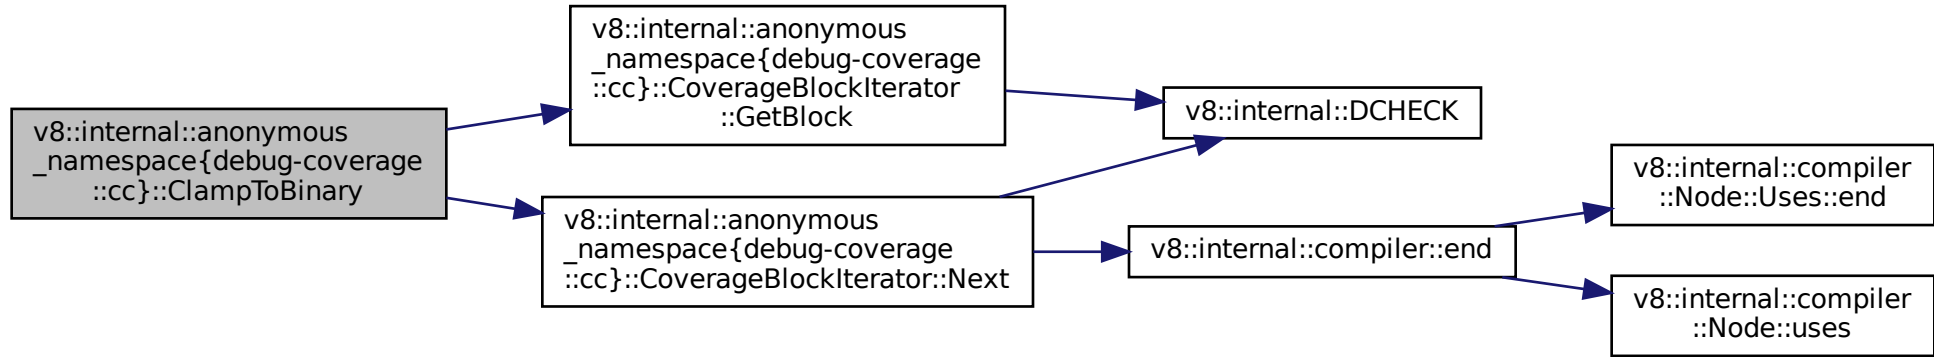 v8::internal::anonymous
_namespace{debug-coverage
::cc}::ClampToBinary
v8::internal::anonymous
_namespace{debug-coverage
::cc}::CoverageBlockIterator
::GetBlock
v8::internal::anonymous
_namespace{debug-coverage
::cc}::CoverageBlockIterator::Next
v8::internal::DCHECK
v8::internal::compiler::end
v8::internal::compiler
::Node::Uses::end
v8::internal::compiler
::Node::uses